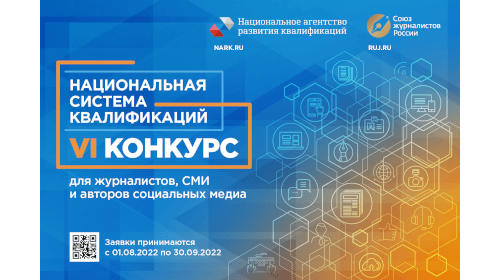 Национальное агентство
развития квалификаций
NARK.RU
Союз
журналистов
России
RUJ.RU
НАЦИОНАЛЬНАЯ
СИСТЕМА
КВАЛИФИКАЦИЙ
VI КОНКУРС
для журналистов, СМИ
и авторов социальных медиа
Заявки принимаются
с 01.08.2022 по 30.09.2022